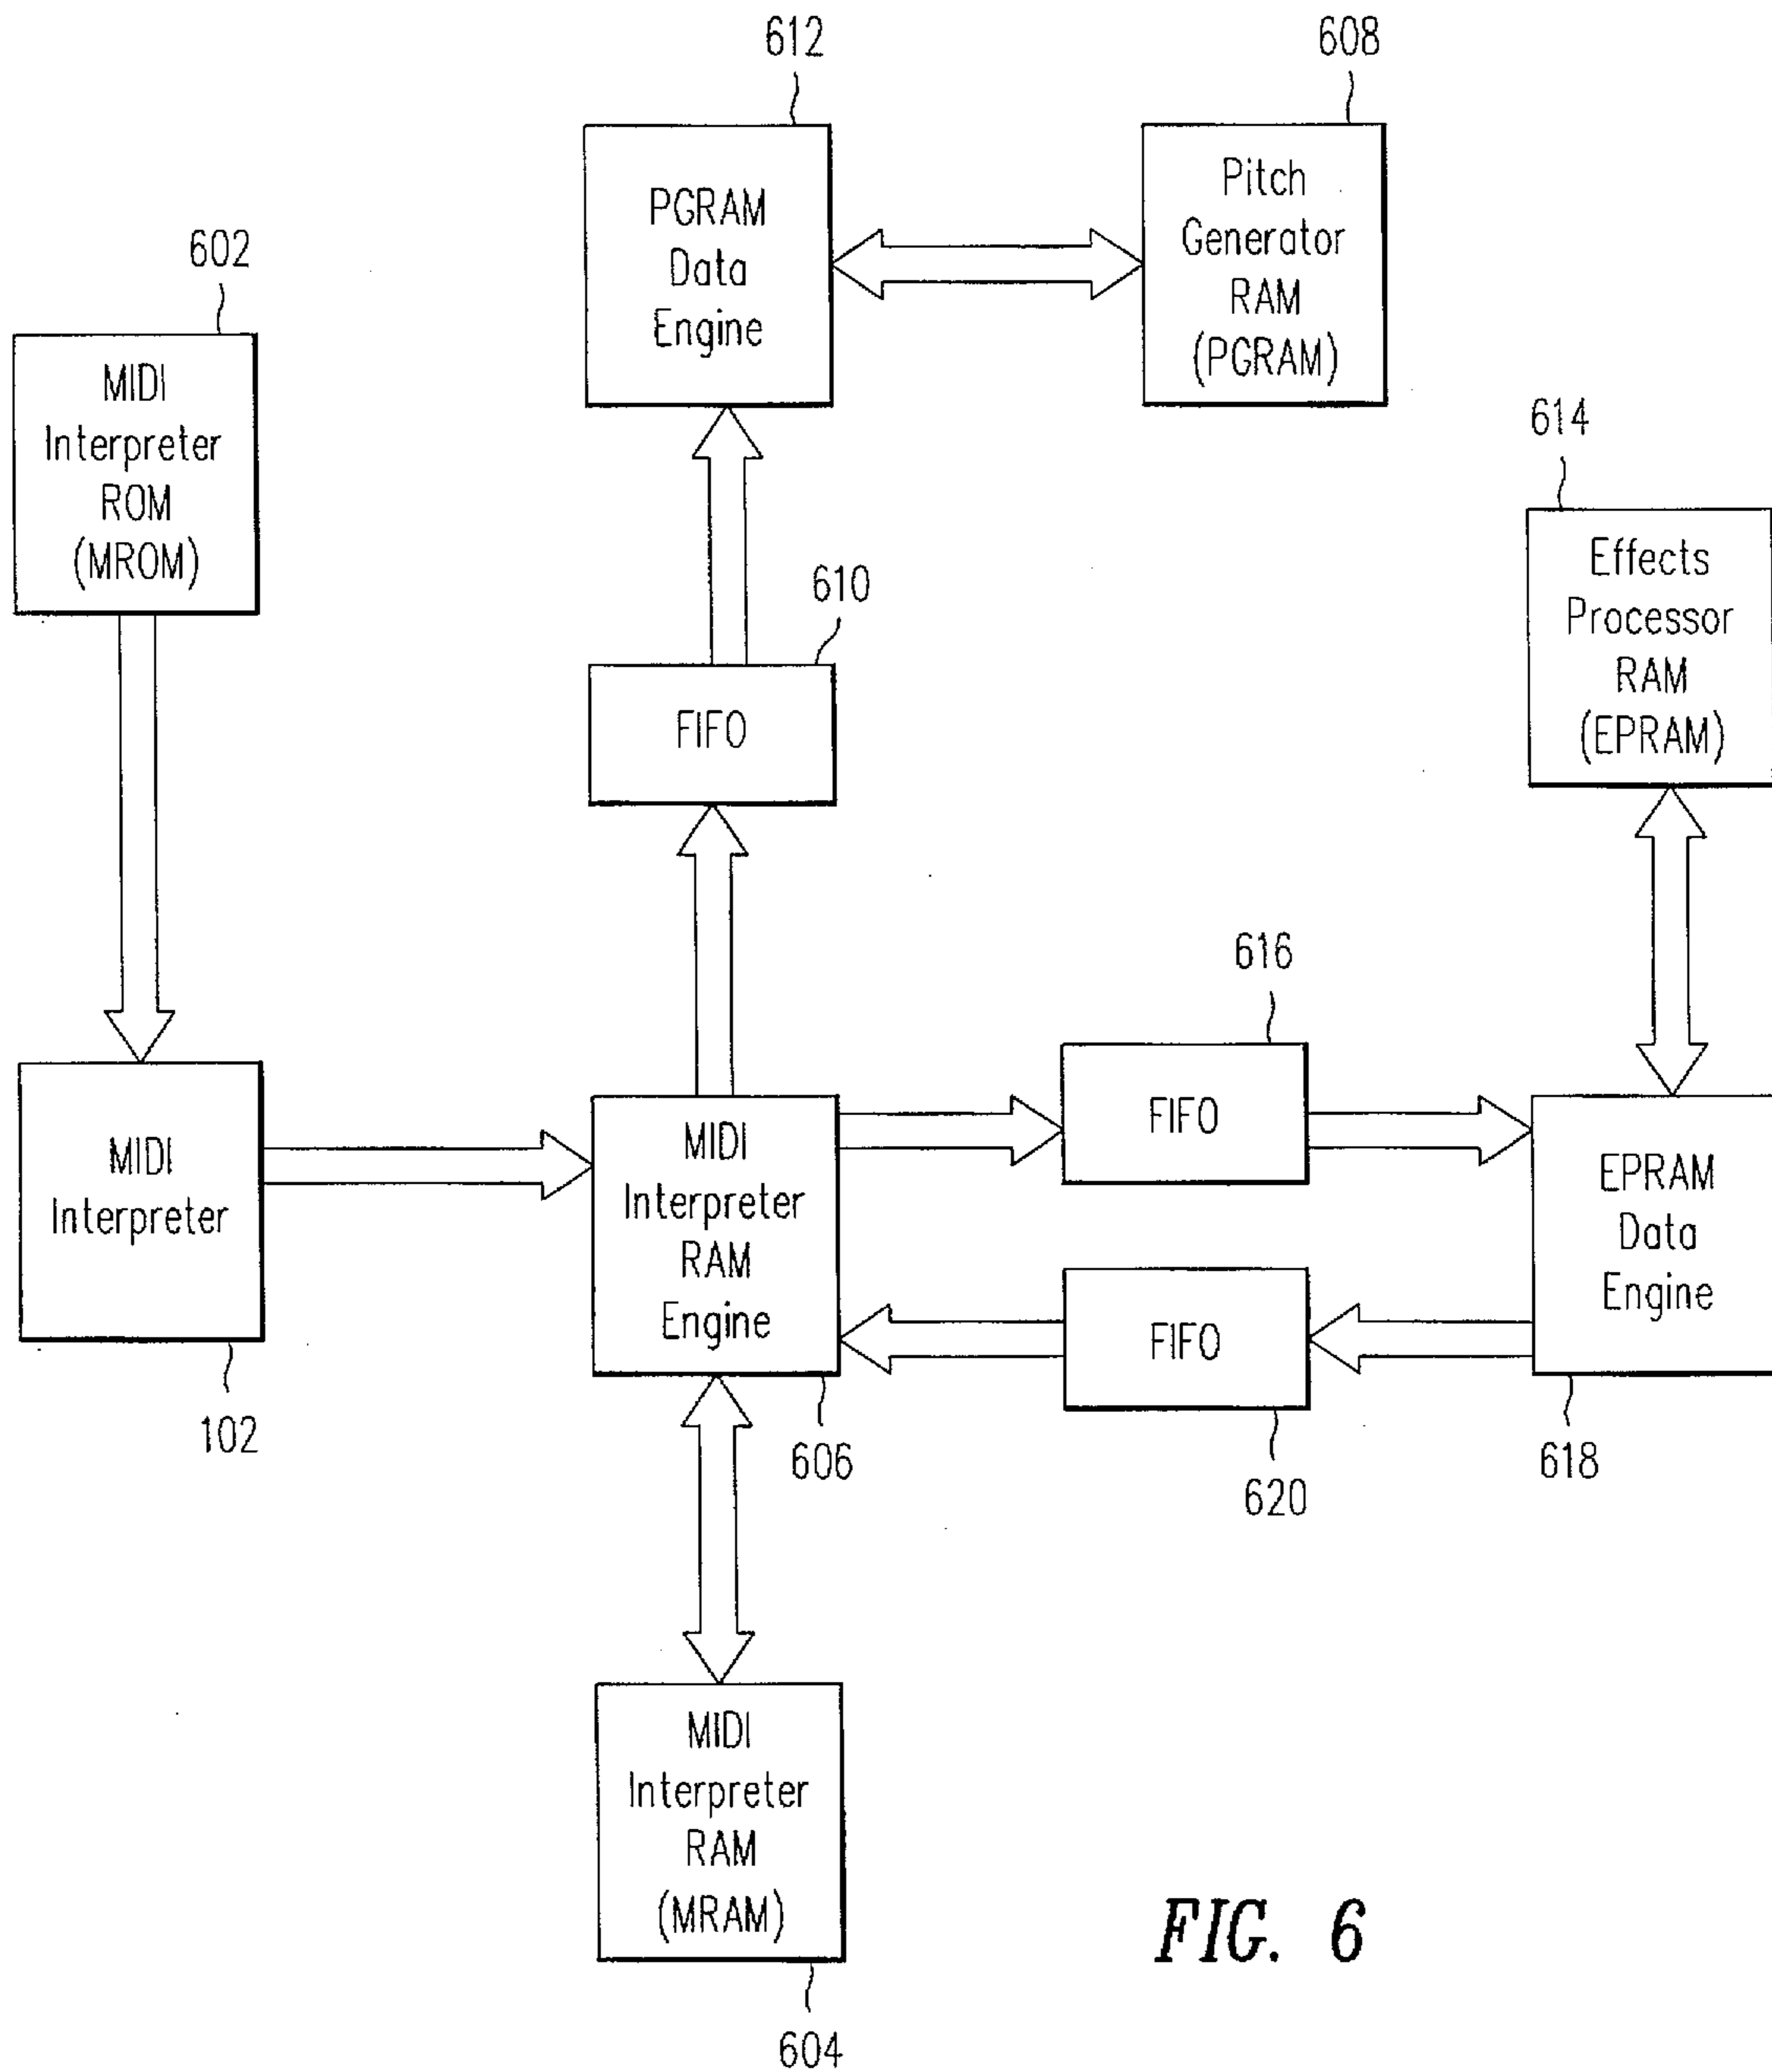 612
608
PGRAM
Data
Engine
Pitch
Generator
RAM
(PGRAM)
602
MIDI
Interpreter
ROM
(MROM)
614
Effects
Processor
RAM
(EPRAM)
610
FIFO
616
FIFO
MIDI
Interpreter
102
MIDI
Interpreter
RAM
Engine
606
EPRAM
Data
Engine
618
FIFO
620
MIDI
Interpreter
RAM
(MRAM)
604
FIG. 6